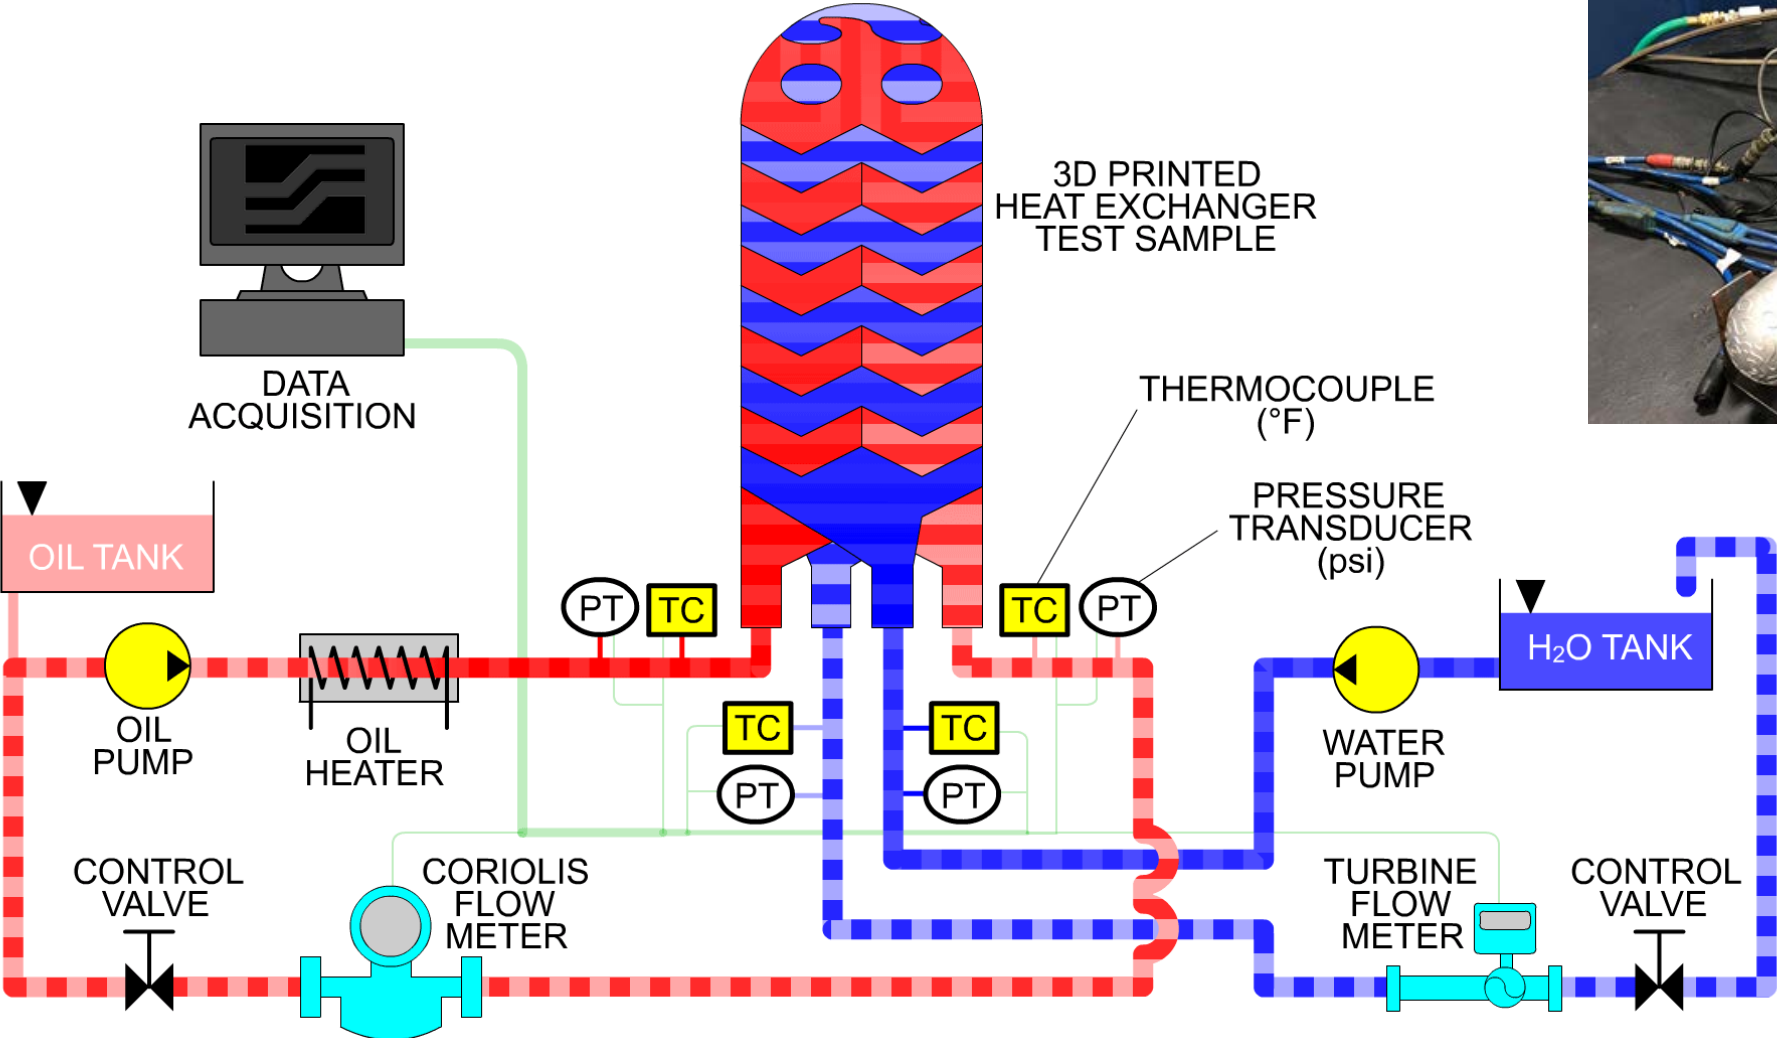 3D PRINTED
HEAT EXCHANGER
TEST SAMPLE
DATA
ACQUISITION
THERMOCOUPLE
(°F)
PRESSURE
TRANSDUCER
(psi)
OIL TANK
PT
TC
TC
PT
H₂O TANK
OIL
PUMP
OIL
HEATER
TC
TC
PT
PT
WATER
PUMP
CONTROL
VALVE
CORIOLIS
FLOW
METER
TURBINE
FLOW
METER
CONTROL
VALVE